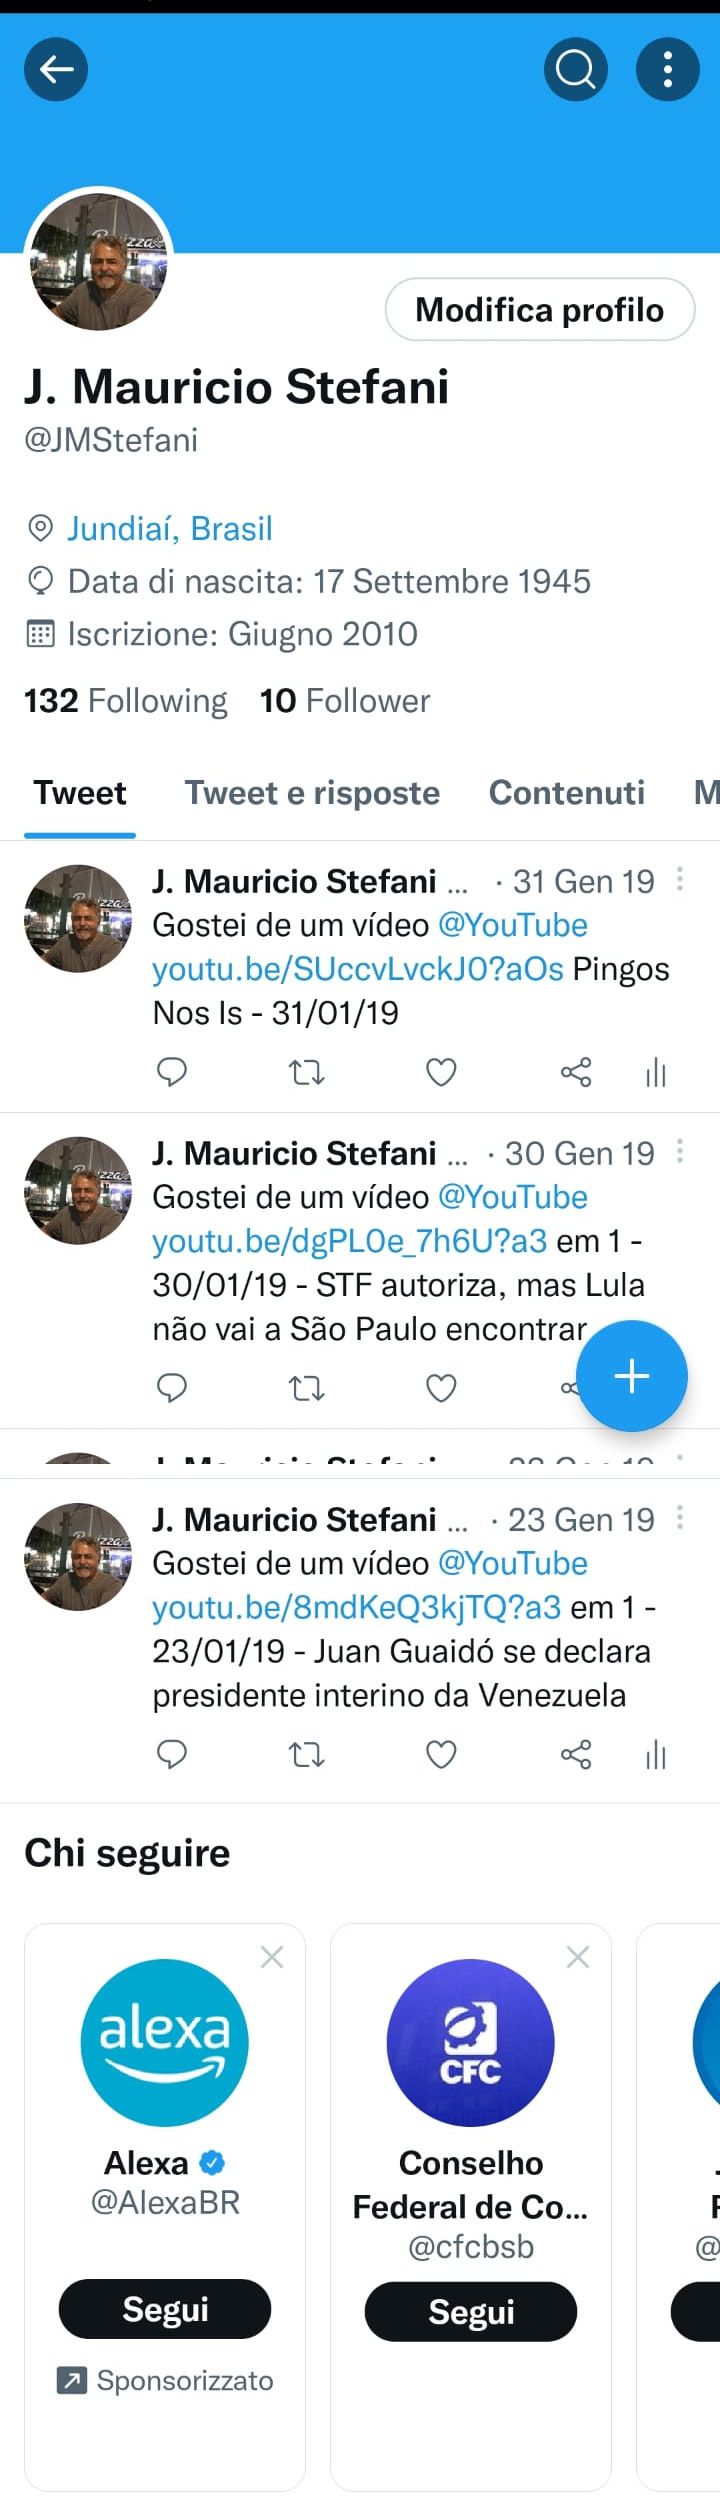 Modifica profilo
J. Mauricio Stefani
@JMStefani
Jundiaí, Brasil
Data di nascita: 17 Settembre 1945
Iscrizione: Giugno 2010
132 Following 10 Follower
Tweet Tweet e risposte Contenuti M
J. Mauricio Stefani ... · 31 Gen 19
Gostei de um vídeo @YouTube
youtu.be/SUccvLvckJ0?aOs Pingos
Nos Is - 31/01/19
J. Mauricio Stefani ... · 30 Gen 19
Gostei de um vídeo @YouTube
youtu.be/dgPL0e_7h6U?a3 em 1 -
30/01/19 - STF autoriza, mas Lula
não vai a São Paulo encontrar
J. Mauricio Stefani ... · 23 Gen 19
Gostei de um vídeo @YouTube
youtu.be/8mdKeQ3kjTQ?a3 em 1 -
23/01/19 - Juan Guaidó se declara
presidente interino da Venezuela
Chi seguire
alexa
CFC
Alexa
@AlexaBR
Segui
Sponsorizzato
Conselho
Federal de Co...
@cfcbsb
Segui